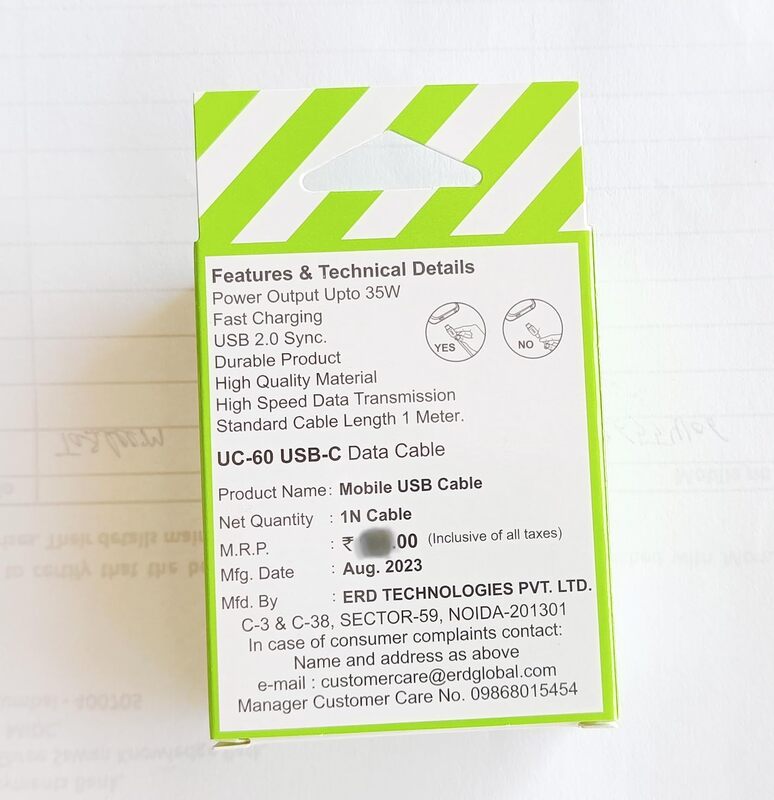 Features & Technical Details
Power Output Upto 35W
Fast Charging
USB 2.0 Sync.
Durable Product
High Quality Material
High Speed Data Transmission
Standard Cable Length 1 Meter.
YES
NO
UC-60 USB-C Data Cable
Product Name: Mobile USB Cable
Net Quantity : 1N Cable
M.R.P. : ₹ .00 (Inclusive of all taxes)
Mfg. Date : Aug. 2023
Mfd. By : ERD TECHNOLOGIES PVT. LTD.
C-3 & C-38, SECTOR-59, NOIDA-201301
In case of consumer complaints contact:
Name and address as above
e-mail : customercare@erdglobal.com
Manager Customer Care No. 09868015454